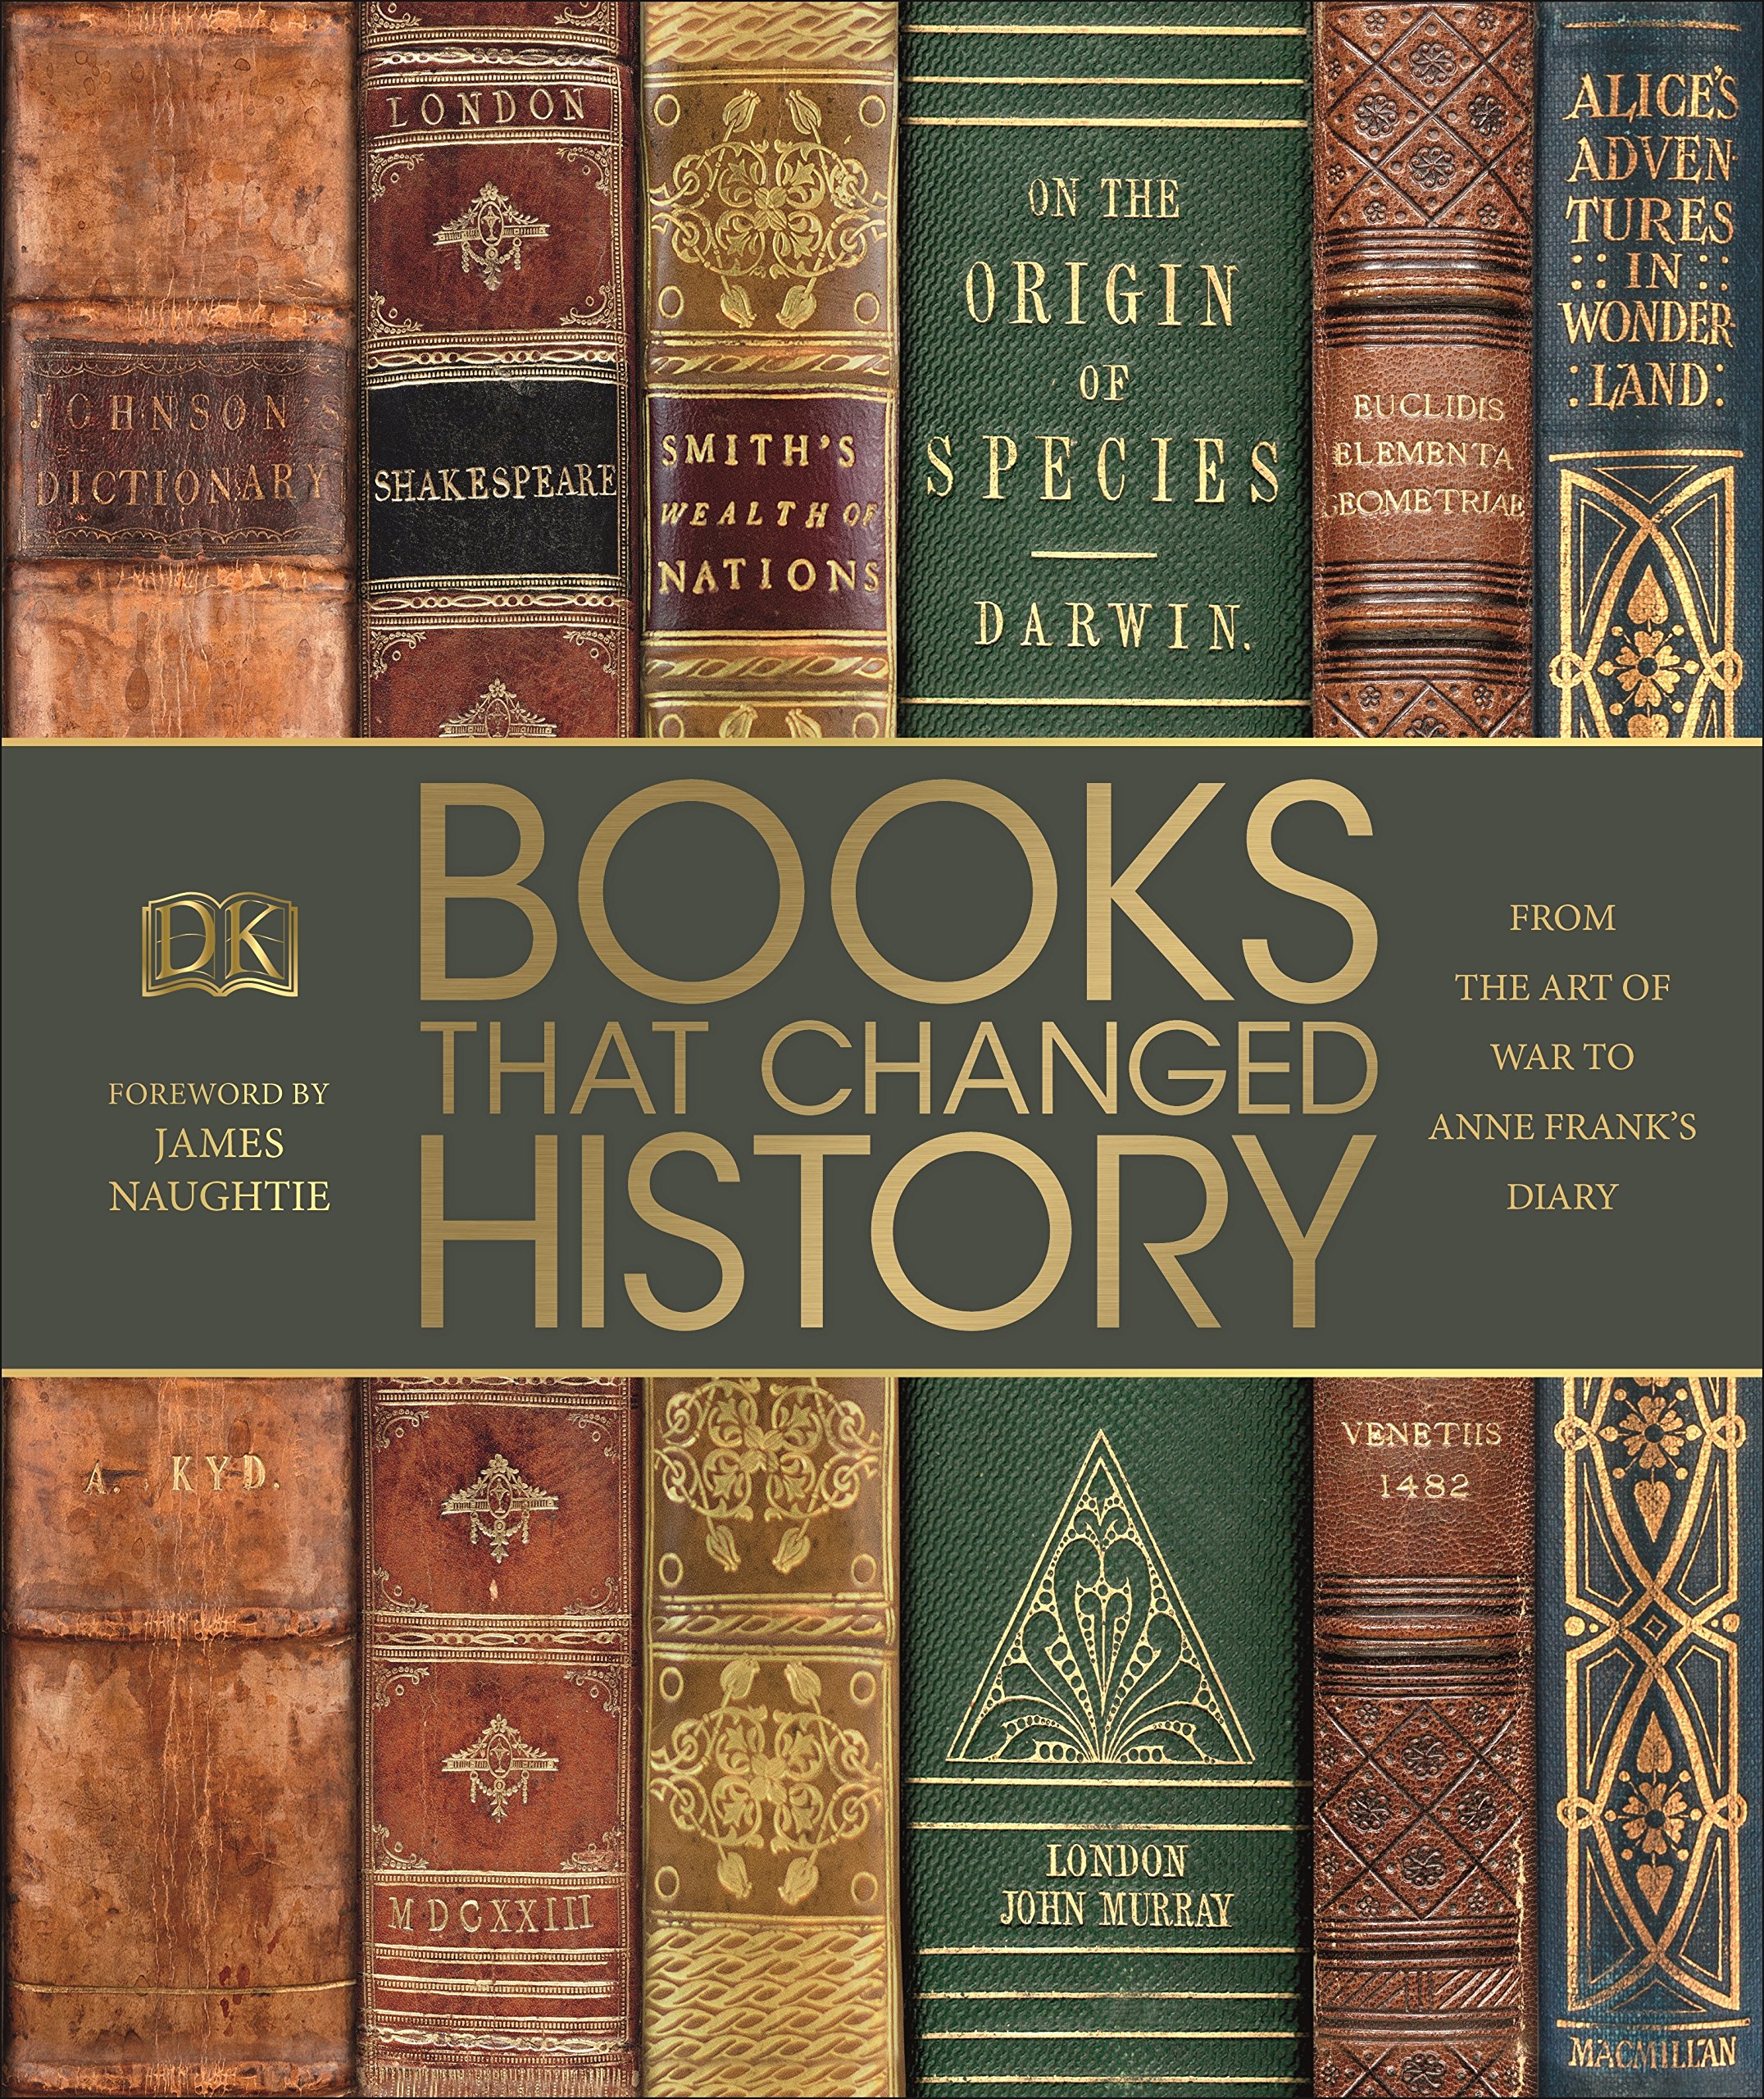 JOHNSON'S
DICTIONARY
A. KYD.
LONDON
SHAKESPEARE
MDCXXIII
SMITH'S
WEALTH OF
NATIONS
ON THE
ORIGIN
OF
SPECIES
DARWIN.
LONDON
JOHN MURRAY
EUCLIDIS
ELEMENTA
GEOMETRIAE
VENETIIS
1482
ALICE'S
ADVEN-
TURES
:: IN ::
WONDER-
:LAND:
MACMILLAN
DK
FOREWORD BY
JAMES
NAUGHTIE
BOOKS
THAT CHANGED
HISTORY
FROM
THE ART OF
WAR TO
ANNE FRANK'S
DIARY